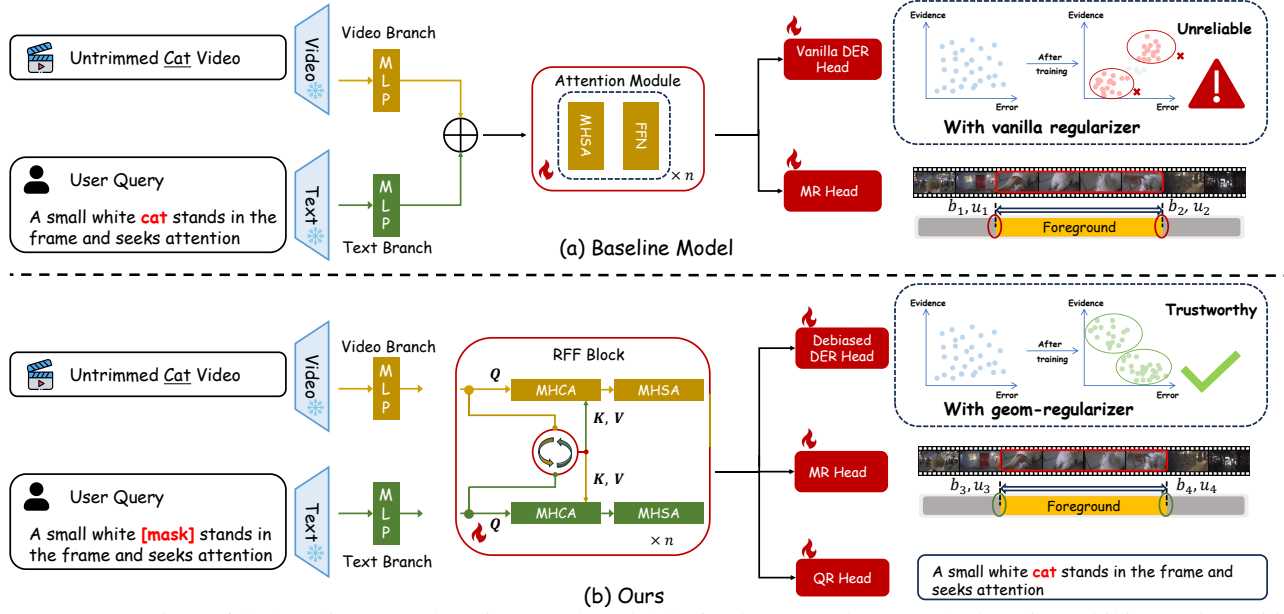 Untrimmed Cat Video
Video
Video Branch
MLP
User Query
A small white cat stands in the
frame and seeks attention
Text
MLP
Text Branch
Attention Module
MHSA
FFN
× n
Vanilla DER
Head
MR Head
Evidence
Error
After
training
Evidence
Error
Unreliable
With vanilla regularizer
b₁, u₁
b₂, u₂
Foreground
(a) Baseline Model
Untrimmed Cat Video
Video
Video Branch
MLP
User Query
A small white [mask] stands in
the frame and seeks attention
Text
MLP
Text Branch
RFF Block
Q
MHCA
MHSA
K, V
K, V
Q
MHCA
MHSA
× n
Debiased
DER Head
MR Head
QR Head
Evidence
Error
After
training
Evidence
Error
Trustworthy
With geom-regularizer
b₃, u₃
b₄, u₄
Foreground
A small white cat stands in the frame and
seeks attention
(b) Ours